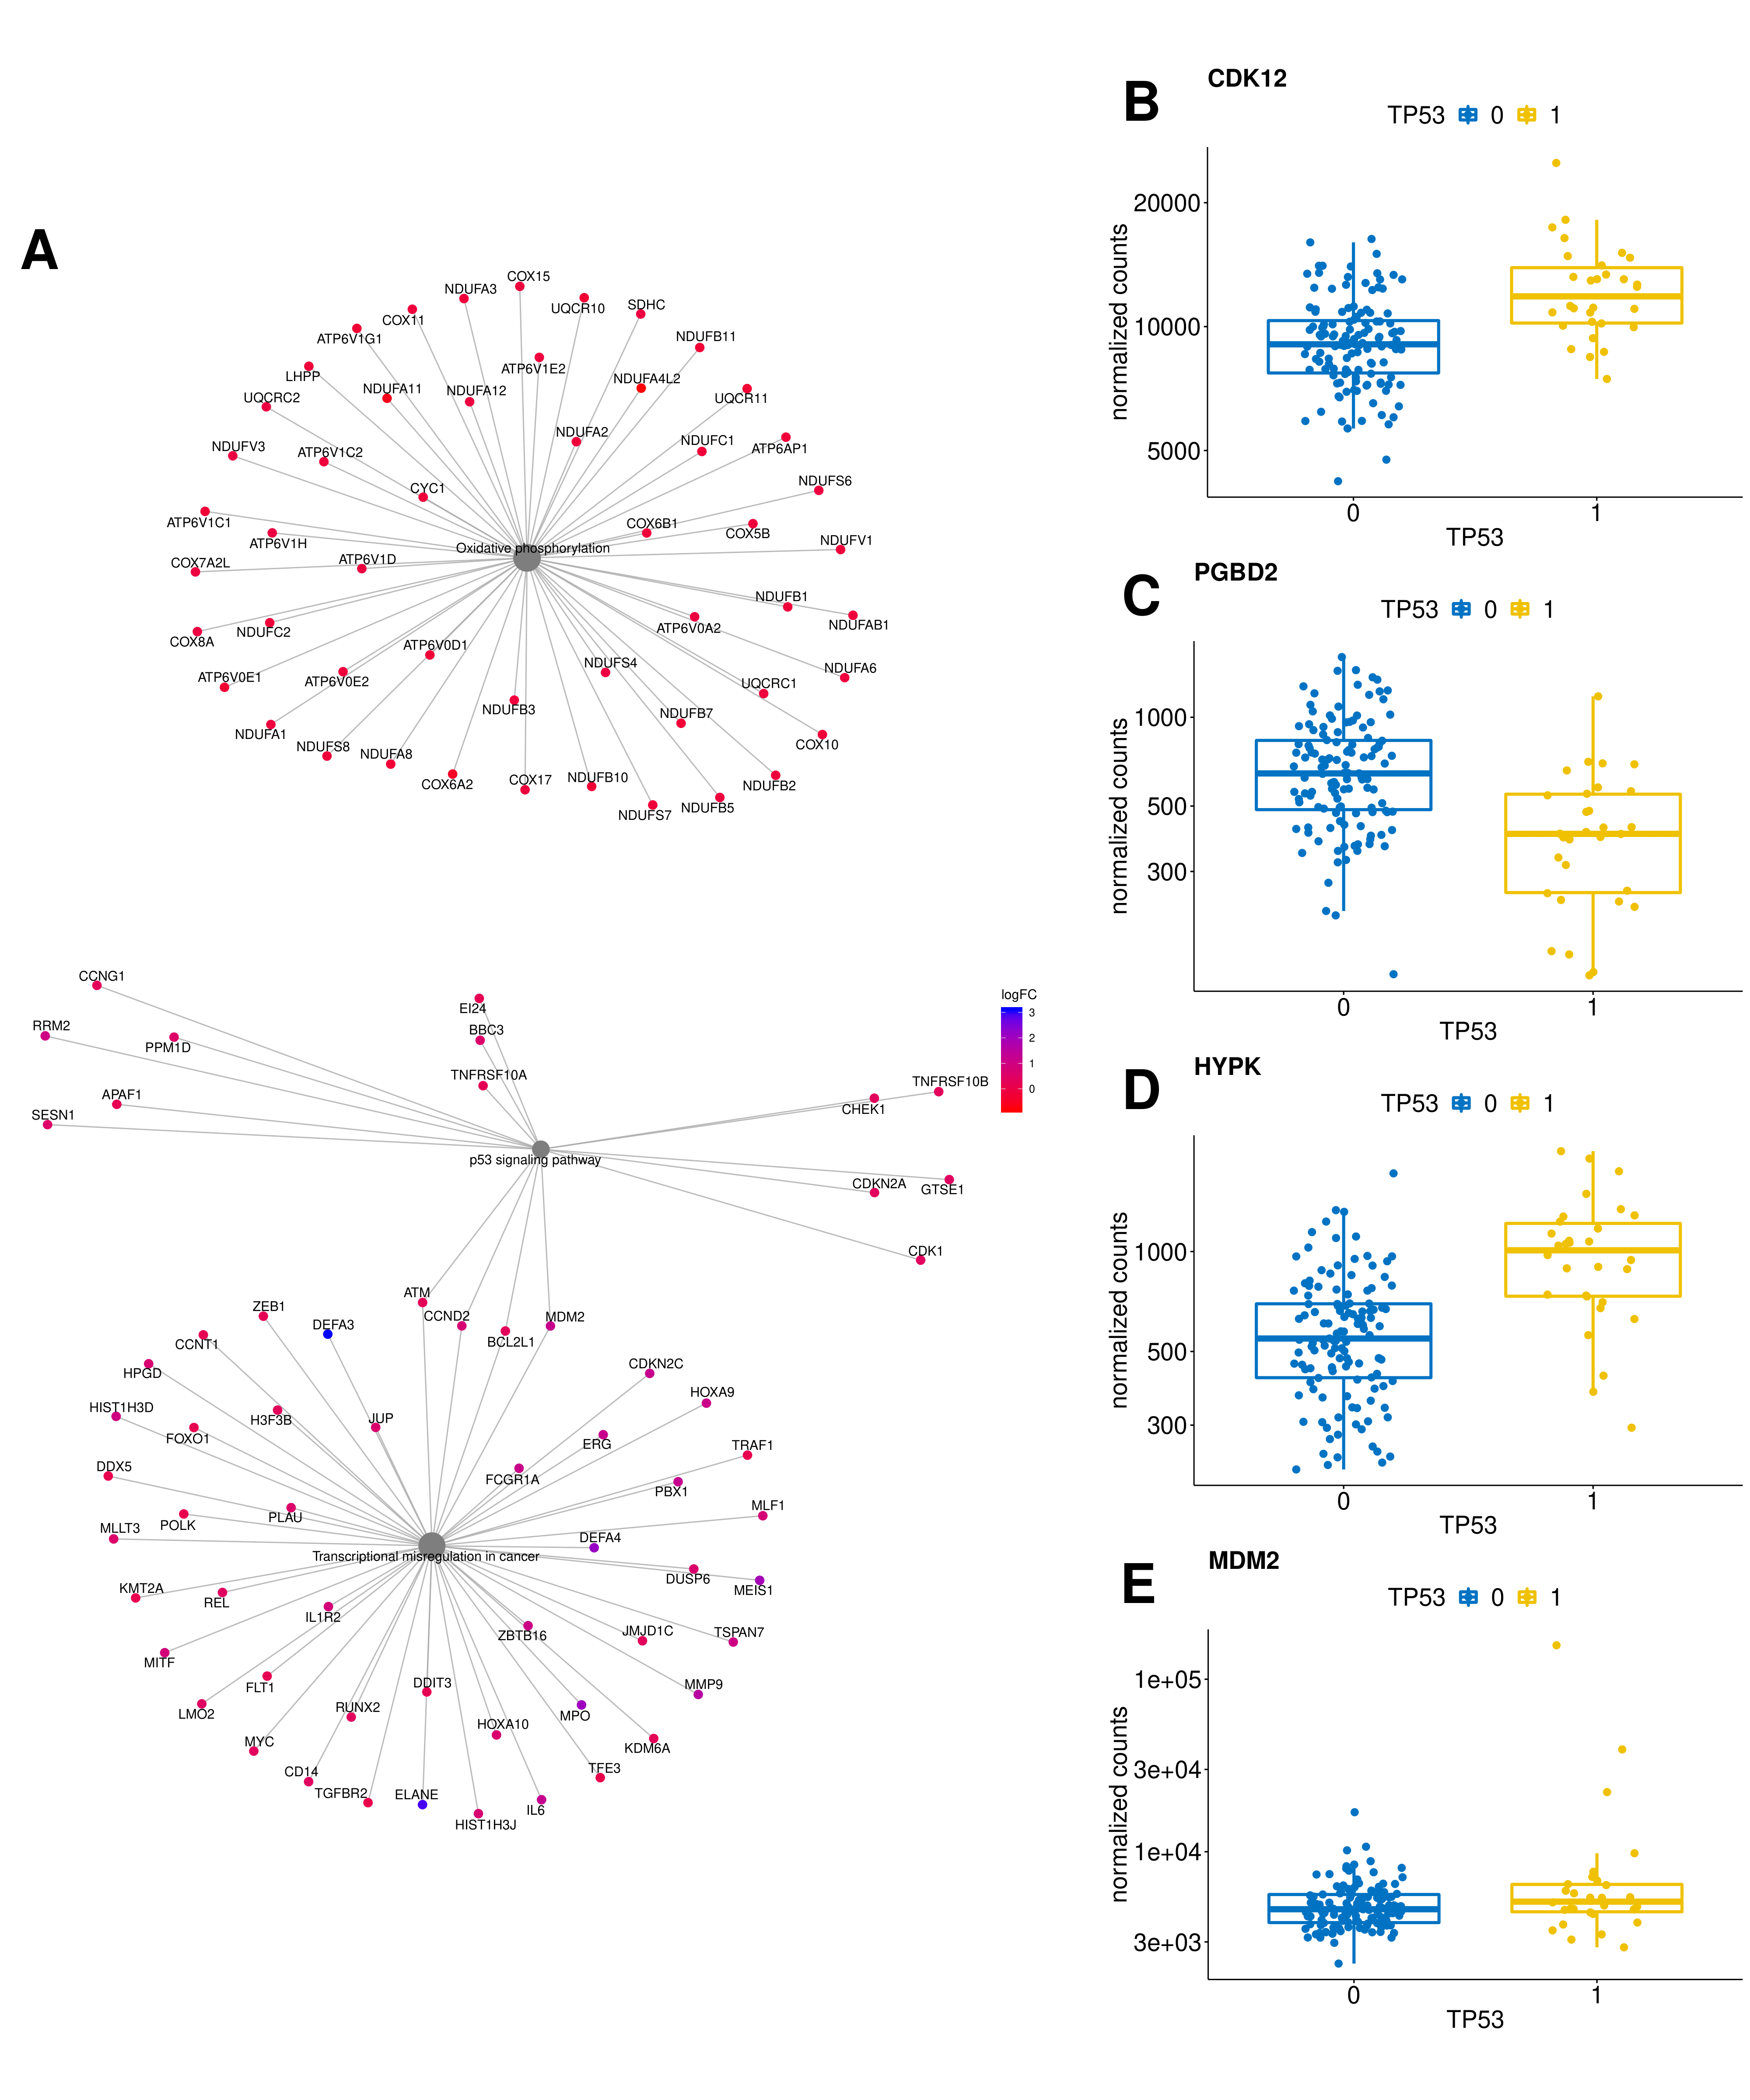 A
COX15
NDUFA3
UQCR10
SDHC
COX11
ATP6V1G1
NDUFB11
ATP6V1E2
LHPP
NDUFA11
NDUFA12
NDUFA4L2
UQCRC2
UQCR11
NDUFA2
NDUFV3
ATP6V1C2
NDUFC1
ATP6AP1
CYC1
NDUFS6
ATP6V1C1
ATP6V1H
COX6B1
COX5B
NDUFV1
Oxidative phosphorylation
COX7A2L
ATP6V1D
NDUFB1
ATP6V0A2
NDUFAB1
COX8A
NDUFC2
ATP6V0D1
NDUFS4
NDUFA6
ATP6V0E1
ATP6V0E2
UQCRC1
NDUFB3
NDUFB7
NDUFA1
NDUFS8
NDUFA8
COX10
COX6A2
COX17
NDUFB10
NDUFB2
NDUFS7
NDUFB5
CCNG1
RRM2
PPM1D
EI24
BBC3
TNFRSF10A
APAF1
SESN1
TNFRSF10B
CHEK1
p53 signaling pathway
CDKN2A
GTSE1
CDK1
logFC
3
2
1
0
ATM
CCND2
BCL2L1
MDM2
ZEB1
DEFA3
CCNT1
HPGD
CDKN2C
HOXA9
HIST1H3D
H3F3B
JUP
FOXO1
ERG
TRAF1
DDX5
FCGR1A
PBX1
MLF1
POLK
PLAU
MLLT3
DEFA4
Transcriptional misregulation in cancer
DUSP6
MEIS1
KMT2A
REL
IL1R2
ZBTB16
JMJD1C
TSPAN7
MITF
FLT1
DDIT3
MMP9
LMO2
RUNX2
MPO
HOXA10
KDM6A
MYC
CD14
TGFBR2
ELANE
TFE3
IL6
HIST1H3J
B
CDK12
TP53 0 1
normalized counts
20000
10000
5000
0 1
TP53
C
PGBD2
TP53 0 1
normalized counts
1000
500
300
0 1
TP53
D
HYPK
TP53 0 1
normalized counts
1000
500
300
0 1
TP53
E
MDM2
TP53 0 1
normalized counts
1e+05
3e+04
1e+04
3e+03
0 1
TP53